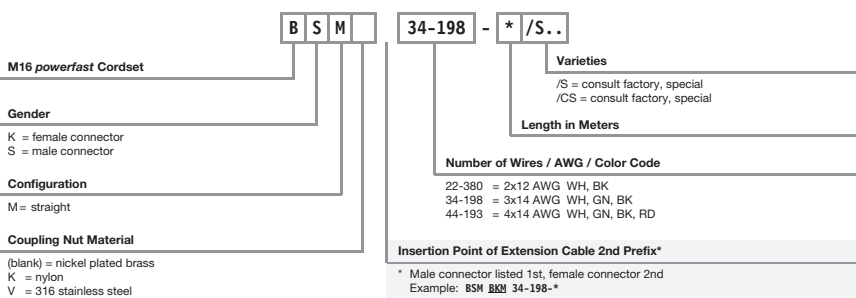 B S M 34-198 - * /S..
M16 powerfast Cordset
Gender
K = female connector
S = male connector
Configuration
M = straight
Coupling Nut Material
(blank) = nickel plated brass
K = nylon
V = 316 stainless steel
Varieties
/S = consult factory, special
/CS = consult factory, special
Length in Meters
Number of Wires / AWG / Color Code
22-380 = 2x12 AWG WH, BK
34-198 = 3x14 AWG WH, GN, BK
44-193 = 4x14 AWG WH, GN, BK, RD
Insertion Point of Extension Cable 2nd Prefix*
* Male connector listed 1st, female connector 2nd
Example: BSM BKM 34-198-*